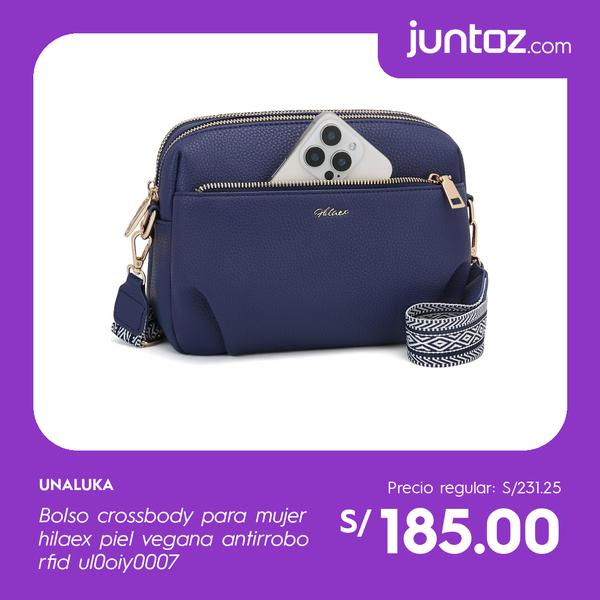 juntoz.com
Hilaex
UNALUKA
Bolso crossbody para mujer
hilaex piel vegana antirrobo
rfid ul0oiy0007
Precio regular: S/231.25
S/185.00